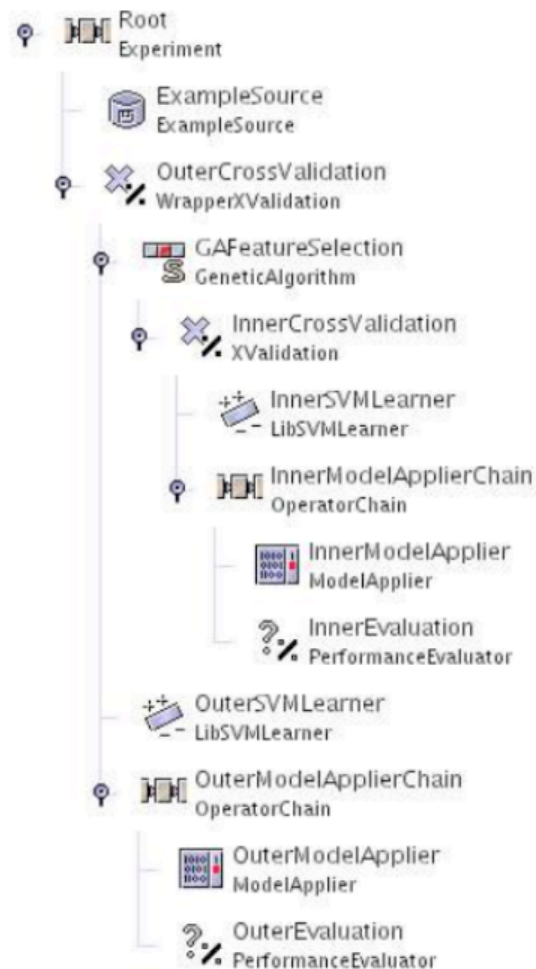 Root
Experiment
ExampleSource
ExampleSource
OuterCrossValidation
WrapperXValidation
GAFeatureSelection
GeneticAlgorithm
InnerCrossValidation
XValidation
InnerSVMLearner
LibSVMLearner
InnerModelApplierChain
OperatorChain
InnerModelApplier
ModelApplier
InnerEvaluation
PerformanceEvaluator
OuterSVMLearner
LibSVMLearner
OuterModelApplierChain
OperatorChain
OuterModelApplier
ModelApplier
OuterEvaluation
PerformanceEvaluator